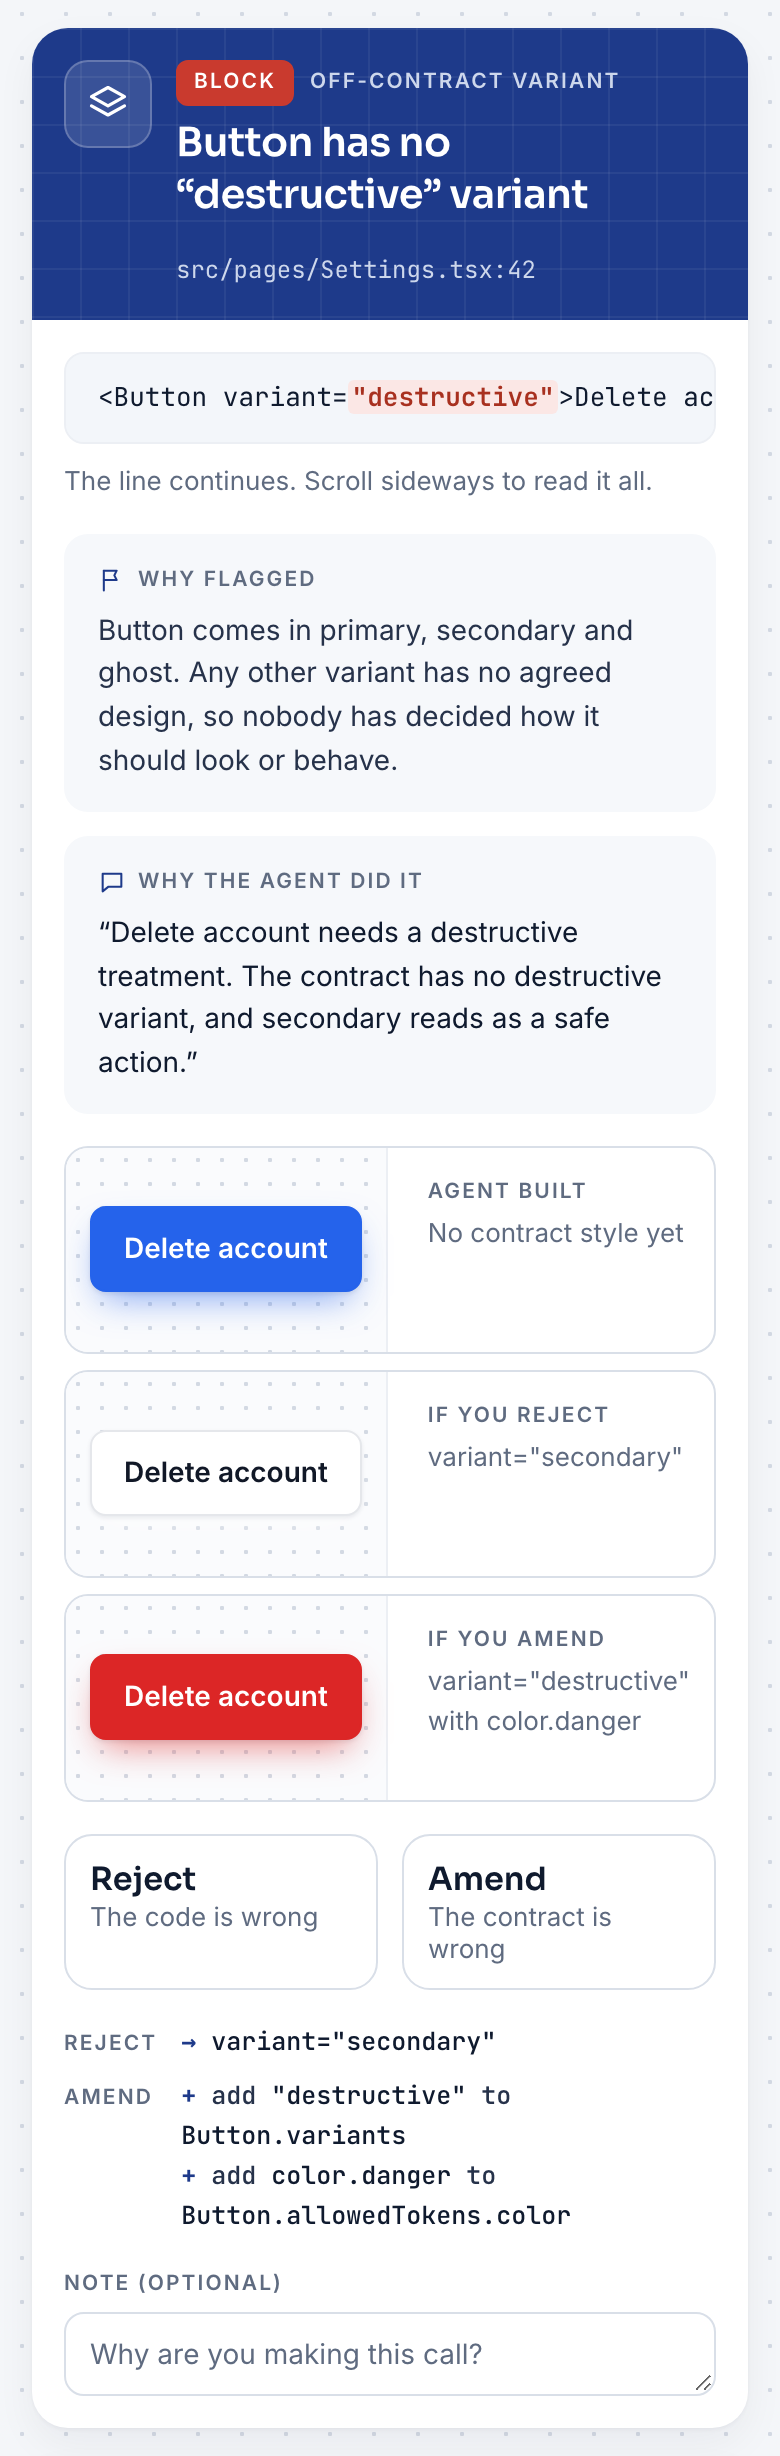 BLOCK OFF-CONTRACT VARIANT
Button has no
“destructive” variant
src/pages/Settings.tsx:42
<Button variant="destructive">Delete ac
The line continues. Scroll sideways to read it all.
WHY FLAGGED
Button comes in primary, secondary and
ghost. Any other variant has no agreed
design, so nobody has decided how it
should look or behave.
WHY THE AGENT DID IT
“Delete account needs a destructive
treatment. The contract has no destructive
variant, and secondary reads as a safe
action.”
Delete account
AGENT BUILT
No contract style yet
Delete account
IF YOU REJECT
variant="secondary"
Delete account
IF YOU AMEND
variant="destructive"
with color.danger
Reject
The code is wrong
Amend
The contract is
wrong
REJECT → variant="secondary"
AMEND + add "destructive" to
Button.variants
+ add color.danger to
Button.allowedTokens.color
NOTE (OPTIONAL)
Why are you making this call?